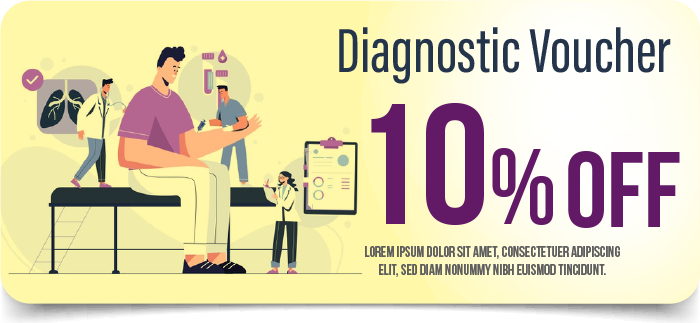 Diagnostic Voucher
10% OFF
LOREM IPSUM DOLOR SIT AMET, CONSECTETUER ADIPISCING
ELIT, SED DIAM NONUMMY NIBH EUISMOD TINCIDUNT.